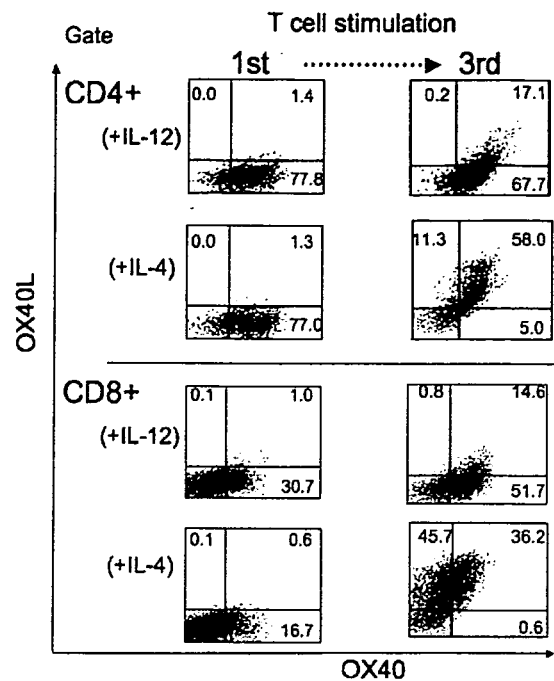 Gate
T cell stimulation
1st
3rd
CD4+
(+IL-12)
0.0 1.4
77.8
0.2 17.1
67.7
(+IL-4)
0.0 1.3
77.0
11.3 58.0
5.0
CD8+
(+IL-12)
0.1 1.0
30.7
0.8 14.6
51.7
(+IL-4)
0.1 0.6
16.7
45.7 36.2
0.6
OX40L
OX40